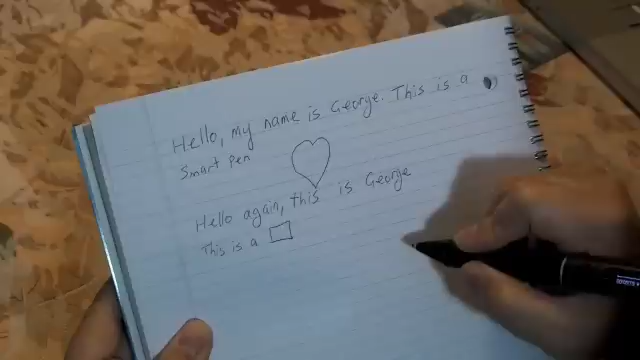 Hello, my name is George. This is a
Smart Pen
Hello again, this is George
This is a